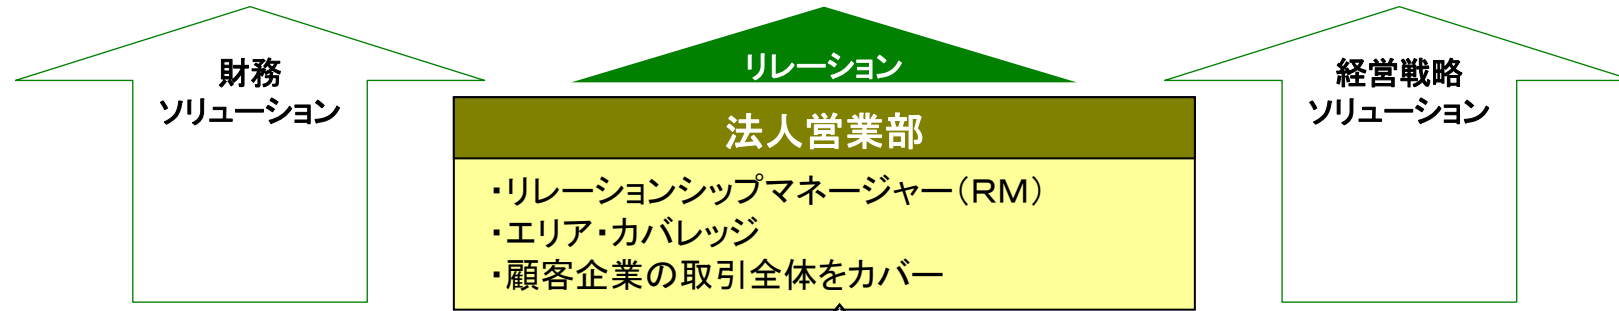 財務
ソリューション
リレーション
経営戦略
ソリューション
法人営業部
・リレーションシップマネージャー（ＲＭ）
・エリア・カバレッジ
・顧客企業の取引全体をカバー